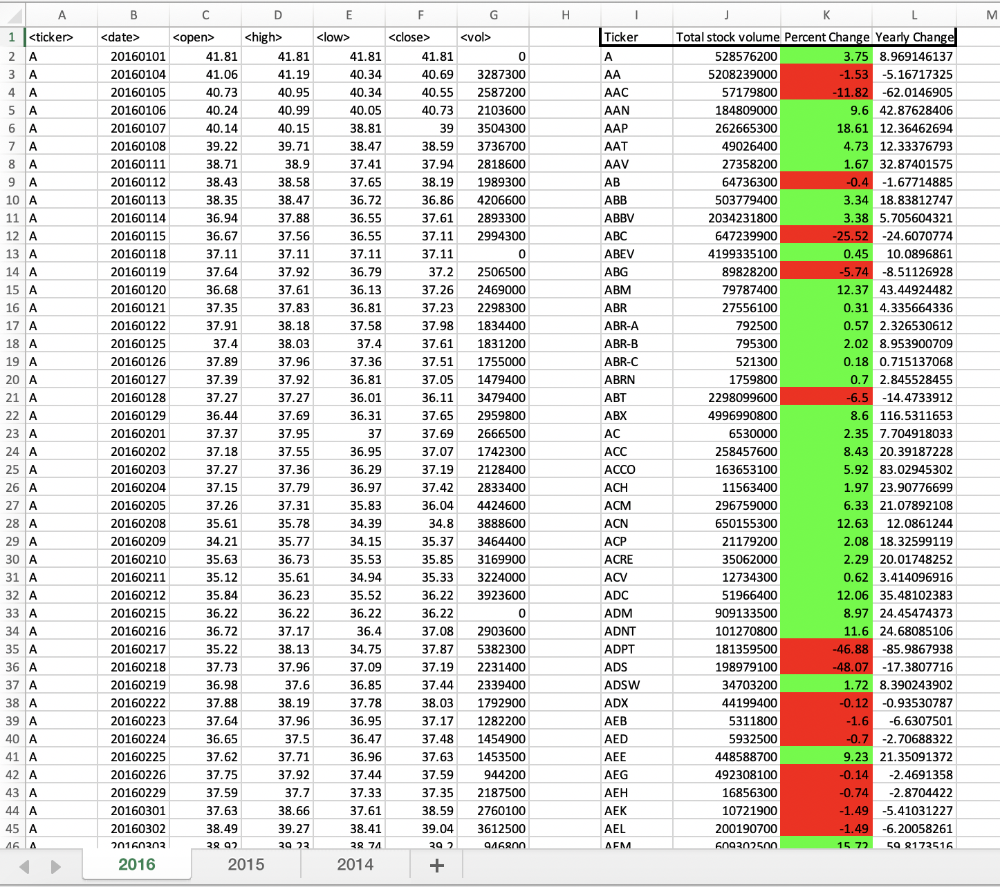 A B C D E F G H I J K L M
1 <ticker> <date> <open> <high> <low> <close> <vol> Ticker Total stock volume Percent Change Yearly Change
2 A 20160101 41.81 41.81 41.81 41.81 0 A 528576200 3.75 8.969146137
3 A 20160104 41.06 41.19 40.34 40.69 3287300 AA 5208239000 -1.53 -5.16717325
4 A 20160105 40.73 40.95 40.34 40.55 2587200 AAC 57179800 -11.82 -62.0146905
5 A 20160106 40.24 40.99 40.05 40.73 2103600 AAN 184809000 9.6 42.87628406
6 A 20160107 40.14 40.15 38.81 39 3504300 AAP 262665300 18.61 12.36462694
7 A 20160108 39.22 39.71 38.47 38.59 3736700 AAT 49026400 4.73 12.33376793
8 A 20160111 38.71 38.9 37.41 37.94 2818600 AAV 27358200 1.67 32.87401575
9 A 20160112 38.43 38.58 37.65 38.19 1989300 AB 64736300 -0.4 -1.67714885
10 A 20160113 38.35 38.47 36.72 36.86 4206600 ABB 503779400 3.34 18.83812747
11 A 20160114 36.94 37.88 36.55 37.61 2893300 ABBV 2034231800 3.38 5.705604321
12 A 20160115 36.67 37.56 36.55 37.11 2994300 ABC 647239900 -25.52 -24.6070774
13 A 20160118 37.11 37.11 37.11 37.11 0 ABEV 4199335100 0.45 10.0896861
14 A 20160119 37.64 37.92 36.79 37.2 2506500 ABG 89828200 -5.74 -8.51126928
15 A 20160120 36.68 37.61 36.13 37.26 2469000 ABM 79787400 12.37 43.44924482
16 A 20160121 37.35 37.83 36.81 37.23 2298300 ABR 27556100 0.31 4.335664336
17 A 20160122 37.91 38.18 37.58 37.98 1834400 ABR-A 792500 0.57 2.326530612
18 A 20160125 37.4 38.03 37.4 37.61 1831200 ABR-B 795300 2.02 8.953900709
19 A 20160126 37.89 37.96 37.36 37.51 1755000 ABR-C 521300 0.18 0.715137068
20 A 20160127 37.39 37.92 36.81 37.05 1479400 ABRN 1759800 0.7 2.845528455
21 A 20160128 37.27 37.27 36.01 36.11 3479400 ABT 2298099600 -6.5 -14.4733912
22 A 20160129 36.44 37.69 36.31 37.65 2959800 ABX 4996990800 8.6 116.5311653
23 A 20160201 37.37 37.95 37 37.69 2666500 AC 6530000 2.35 7.704918033
24 A 20160202 37.18 37.55 36.95 37.07 1742300 ACC 258457600 8.43 20.39187228
25 A 20160203 37.27 37.36 36.29 37.19 2128400 ACCO 163653100 5.92 83.02945302
26 A 20160204 37.15 37.79 36.97 37.42 2833400 ACH 11563400 1.97 23.90776699
27 A 20160205 37.26 37.31 35.83 36.04 4424600 ACM 296759000 6.33 21.07892108
28 A 20160208 35.61 35.78 34.39 34.8 3888600 ACN 650155300 12.63 12.0861244
29 A 20160209 34.21 35.77 34.15 35.37 3464400 ACP 21179200 2.08 18.32599119
30 A 20160210 35.63 36.73 35.53 35.85 3169900 ACRE 35062000 2.29 20.01748252
31 A 20160211 35.12 35.61 34.94 35.33 3224000 ACV 12734300 0.62 3.414096916
32 A 20160212 35.84 36.23 35.52 36.22 3923600 ADC 51966400 12.06 35.48102383
33 A 20160215 36.22 36.22 36.22 36.22 0 ADM 909133500 8.97 24.45474373
34 A 20160216 36.72 37.17 36.4 37.08 2903600 ADNT 101270800 11.6 24.68085106
35 A 20160217 35.22 38.13 34.75 37.87 5382300 ADPT 181359500 -46.88 -85.9867938
36 A 20160218 37.73 37.96 37.09 37.19 2231400 ADS 198979100 -48.07 -17.3807716
37 A 20160219 36.98 37.6 36.85 37.44 2339400 ADSW 34703200 1.72 8.390243902
38 A 20160222 37.88 38.19 37.78 38.03 1792900 ADX 44199400 -0.12 -0.93530787
39 A 20160223 37.64 37.96 36.95 37.17 1282200 AEB 5311800 -1.6 -6.6307501
40 A 20160224 36.65 37.5 36.47 37.48 1454900 AED 5932500 -0.7 -2.70688322
41 A 20160225 37.62 37.71 36.96 37.63 1453500 AEE 448588700 9.23 21.35091372
42 A 20160226 37.75 37.92 37.44 37.59 944200 AEG 492308100 -0.14 -2.4691358
43 A 20160229 37.59 37.7 37.33 37.35 2187500 AEH 16856300 -0.74 -2.8704422
44 A 20160301 37.63 38.66 37.61 38.59 2760100 AEK 10721900 -1.49 -5.41031227
45 A 20160302 38.49 39.27 38.41 39.04 3612500 AEL 200190700 -1.49 -6.20058261
46 A 20160303 38.92 39.23 38.74 39.2 946800 AEM 609302500 15.72 59.8173516
2016 2015 2014 +